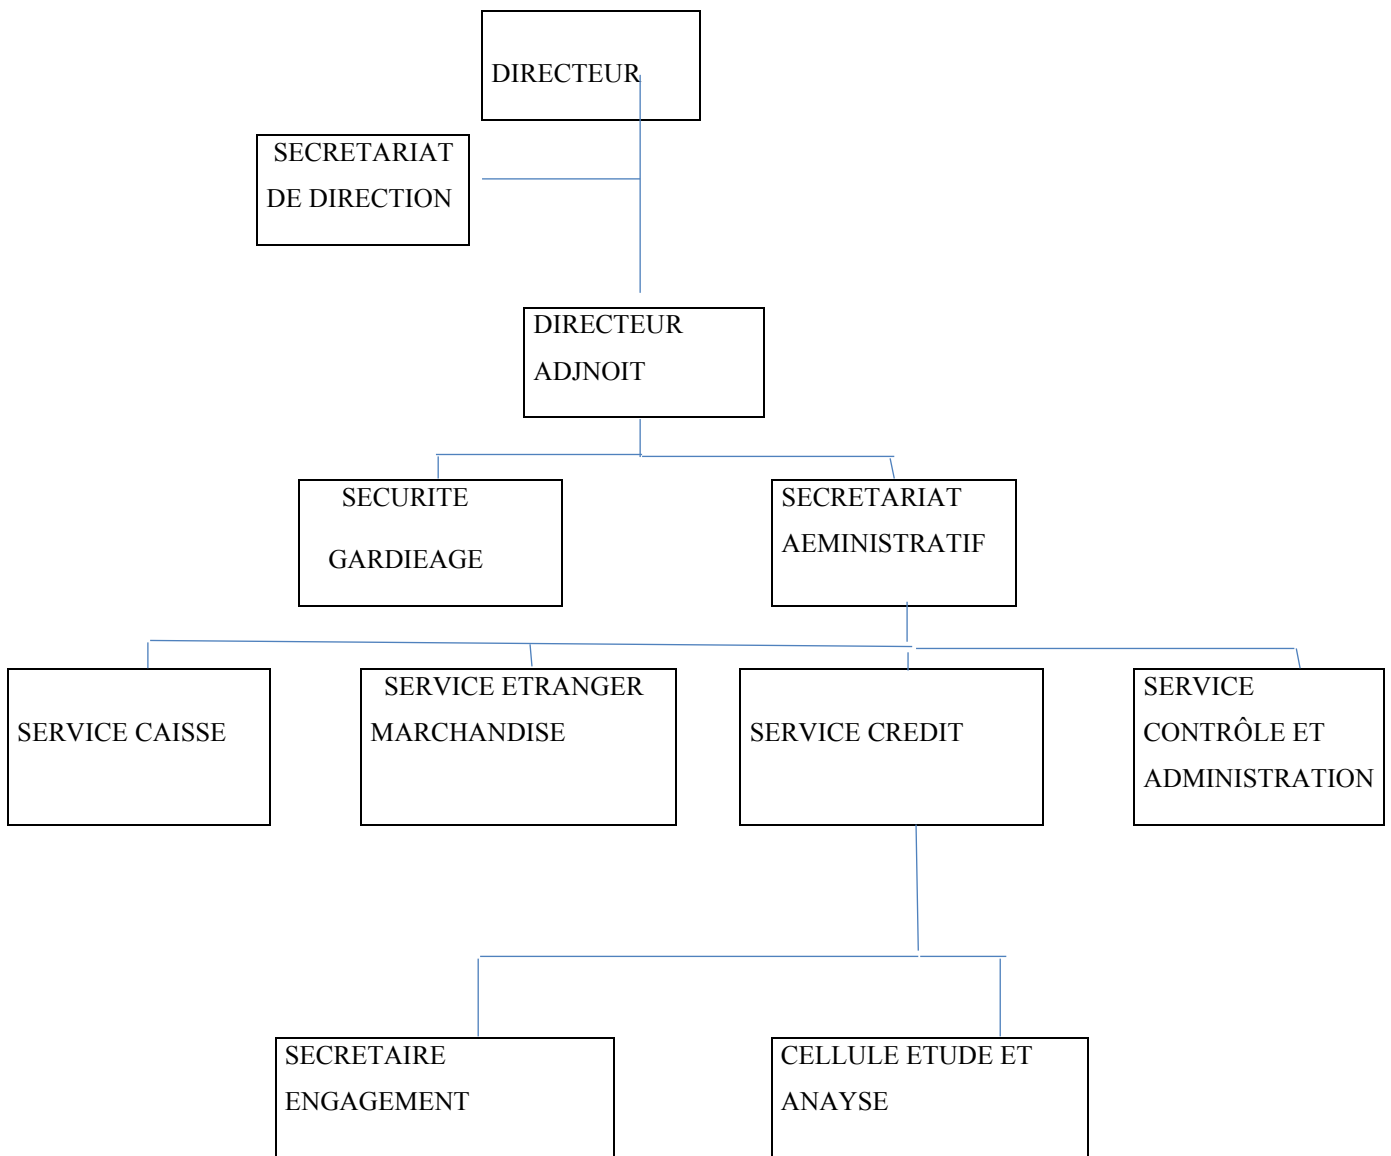 DIRECTEUR
SECRETARIAT
DE DIRECTION
DIRECTEUR
ADJNOIT
SECURITE
GARDIEAGE
SECRETARIAT
AEMINISTRATIF
SERVICE CAISSE
SERVICE ETRANGER
MARCHANDISE
SERVICE CREDIT
SERVICE
CONTRÔLE ET
ADMINISTRATION
SECRETAIRE
ENGAGEMENT
CELLULE ETUDE ET
ANAYSE